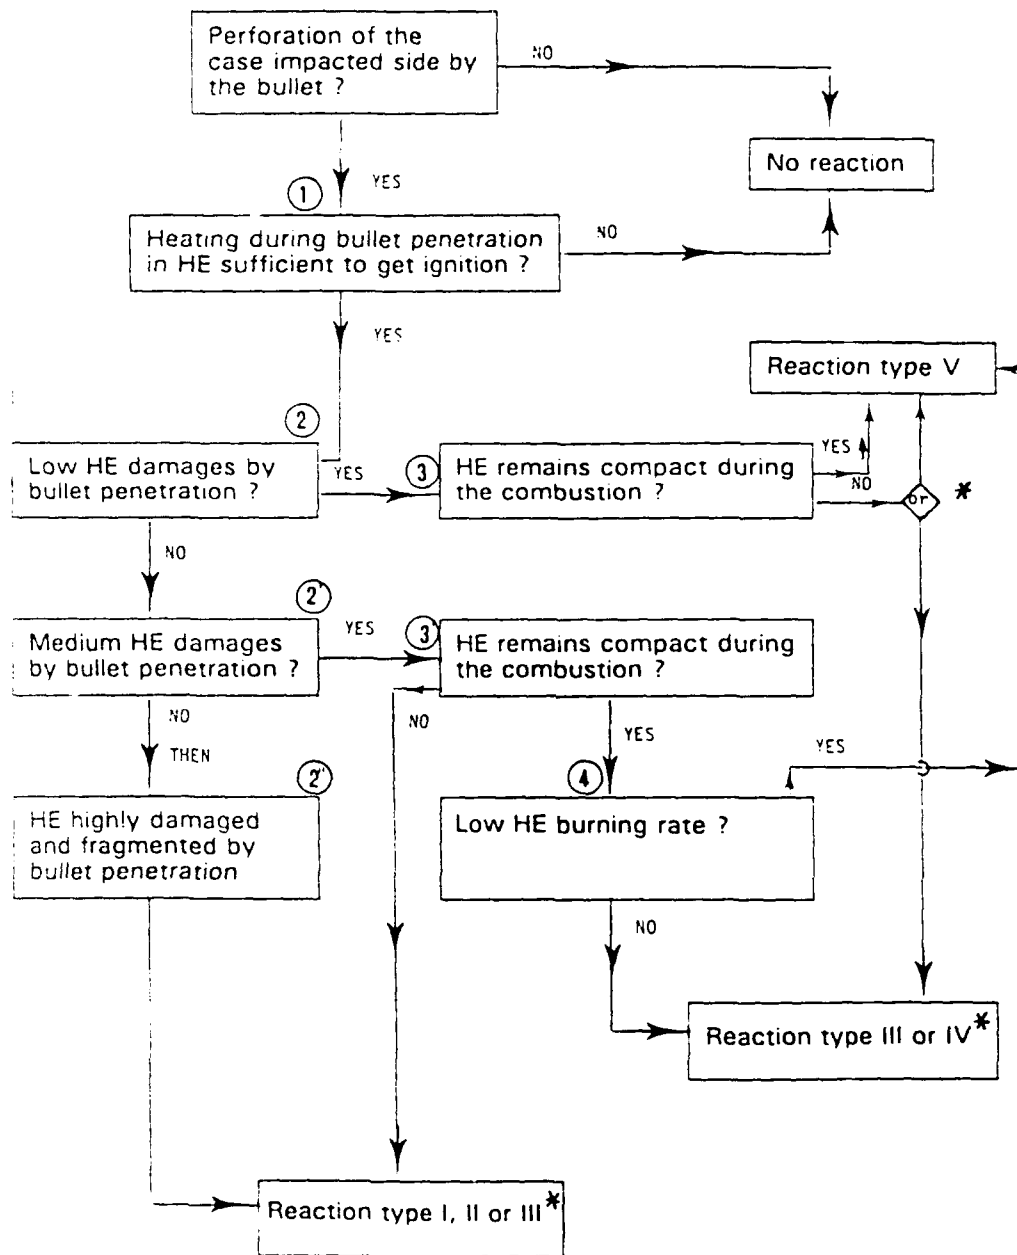 Perforation of the
case impacted side by
the bullet ?
NO
No reaction
YES
1
Heating during bullet penetration
in HE sufficient to get ignition ?
NO
YES
Reaction type V
2
Low HE damages by
bullet penetration ?
YES
3
HE remains compact during
the combustion ?
YES
NO
or
*
NO
2'
Medium HE damages
by bullet penetration ?
YES
3'
HE remains compact during
the combustion ?
NO
NO
THEN
YES
YES
2"
HE highly damaged
and fragmented by
bullet penetration
4
Low HE burning rate ?
NO
Reaction type III or IV*
Reaction type I, II or III*